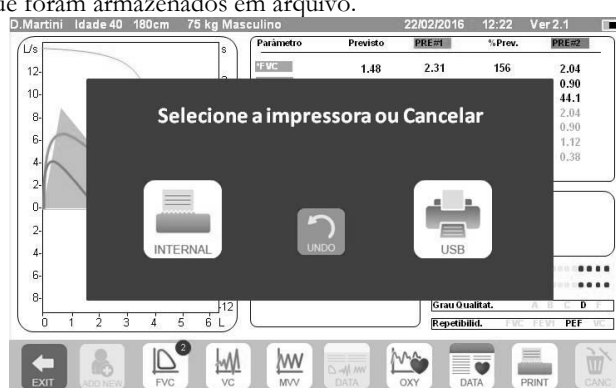 ue foram armazenados em arquivo.
D.Martini Idade 40 180cm 75 kg Masculino 22/02/2016 12:22 Ver 2.1
L/s s Parâmetro Previsto PRE#1 %Prev. PRE#2
12- *FVC 1.48 2.31 156 2.04
10- 0.90
44.1
8- 2.04
6- 0.90
1.12
4- 0.38
2-
0-
2-
4-
6-
8- -12
Selecione a impressora ou Cancelar
INTERNAL UNDO USB
0 1 2 3 4 5 6 L
Grau Qualitat. A B C D F
Repetibilid. FVC FEV1 PEF VC
2
EXIT ADD NEW FVC VC MVV DATA OXY DATA PRINT CANC